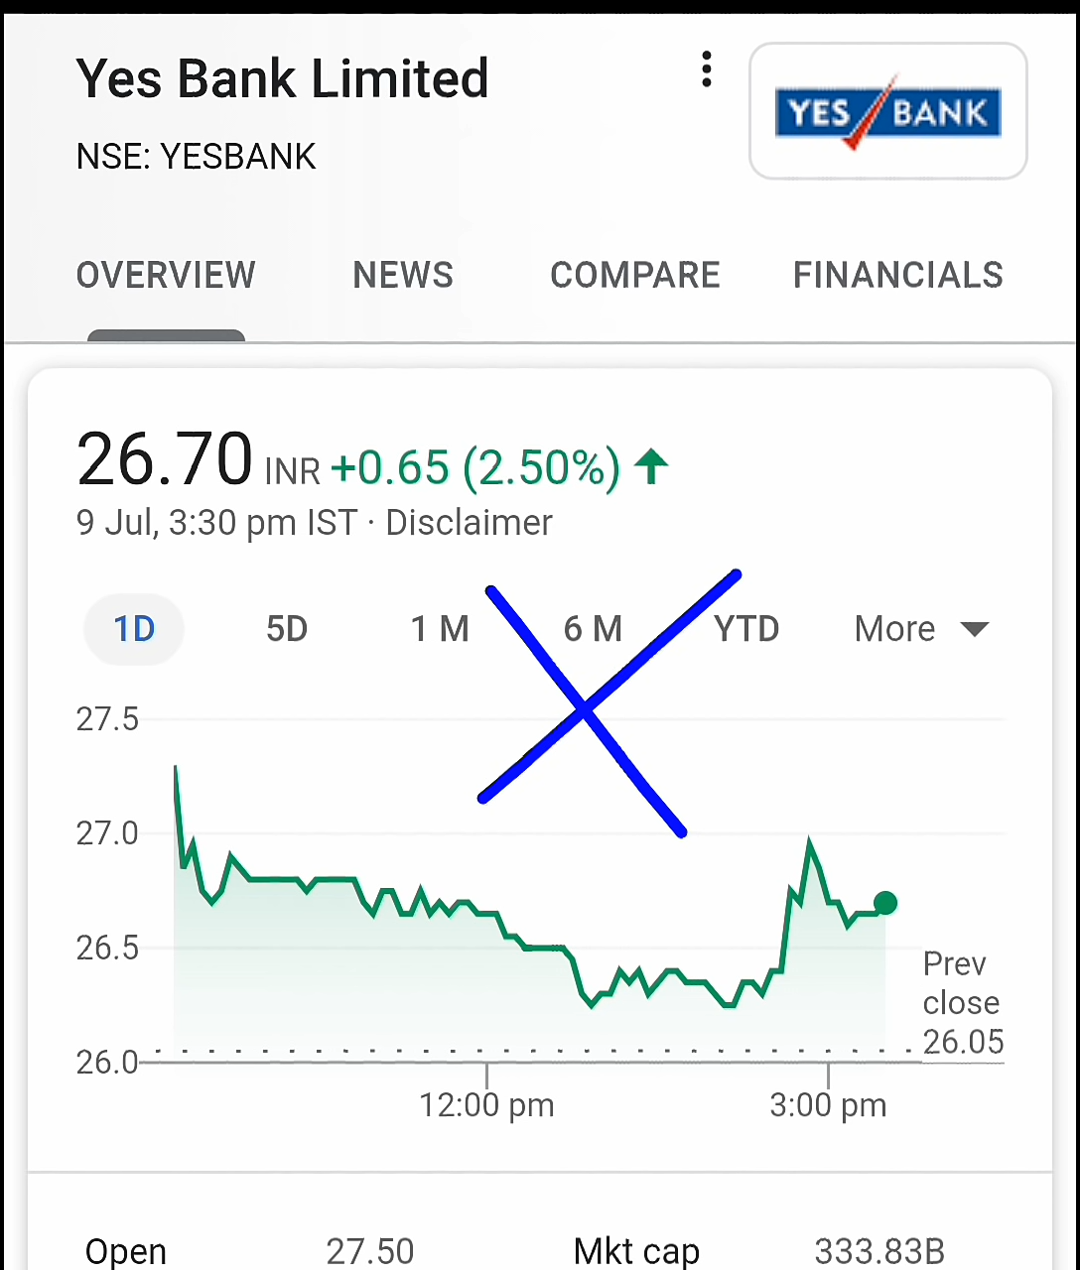 Yes Bank Limited
NSE: YESBANK
YES BANK
OVERVIEW NEWS COMPARE FINANCIALS
26.70 INR +0.65 (2.50%)
9 Jul, 3:30 pm IST · Disclaimer
1D 5D 1 M 6 M YTD More
27.5
27.0
26.5
26.0
Prev
close
26.05
12:00 pm 3:00 pm
Open 27.50 Mkt cap 333.83B